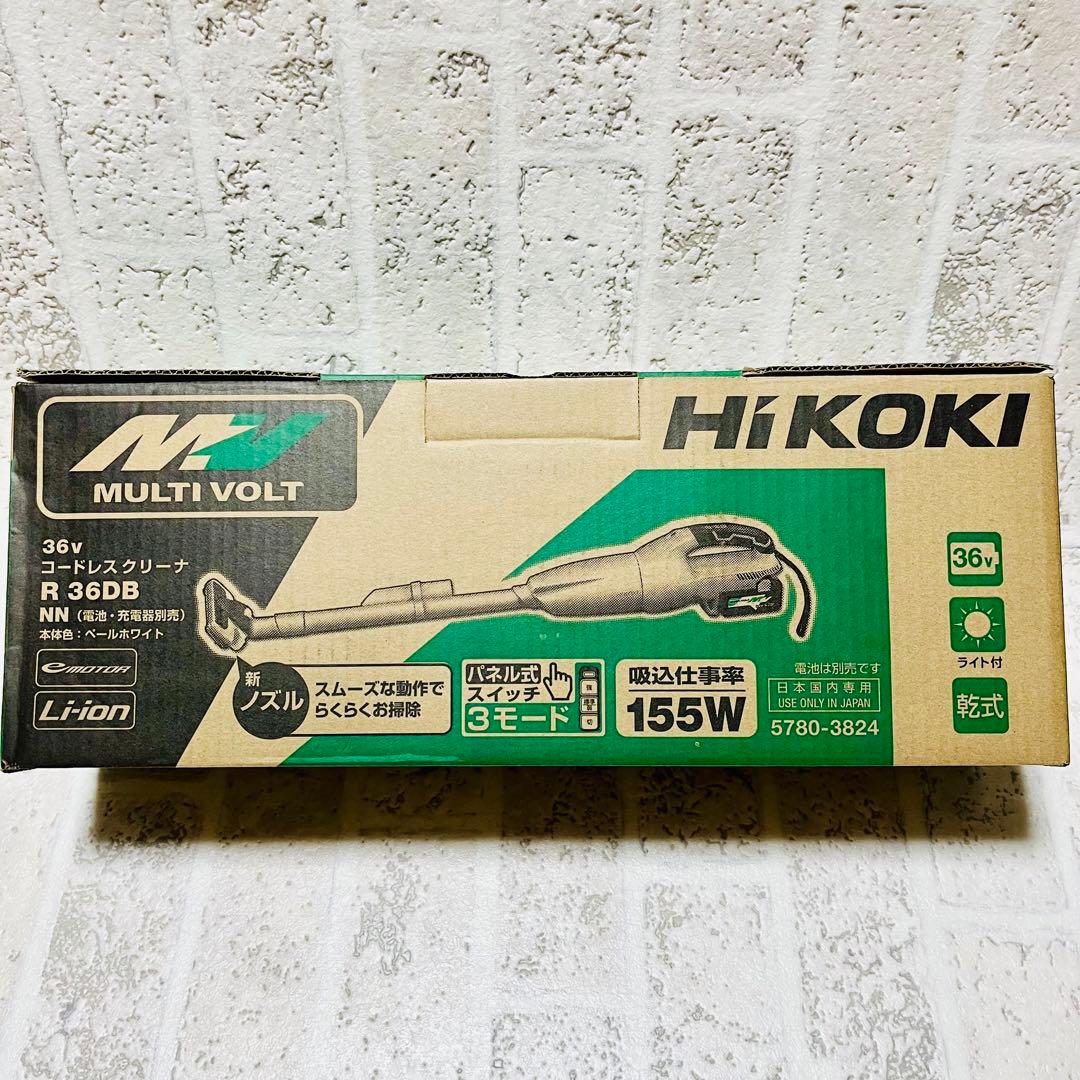 MV
MULTI VOLT
HiKOKI
36v
コードレスクリーナ
R 36DB
NN（電池・充電器別売）
本体色：ペールホワイト
eMOTOR
Li-ion
新
ノズル
スムーズな動作で
らくらくお掃除
パネル式
スイッチ
3モード
強
標準
切
吸込仕事率
155W
電池は別売です
日本国内専用
USE ONLY IN JAPAN
5780-3824
36v
ライト付
乾式